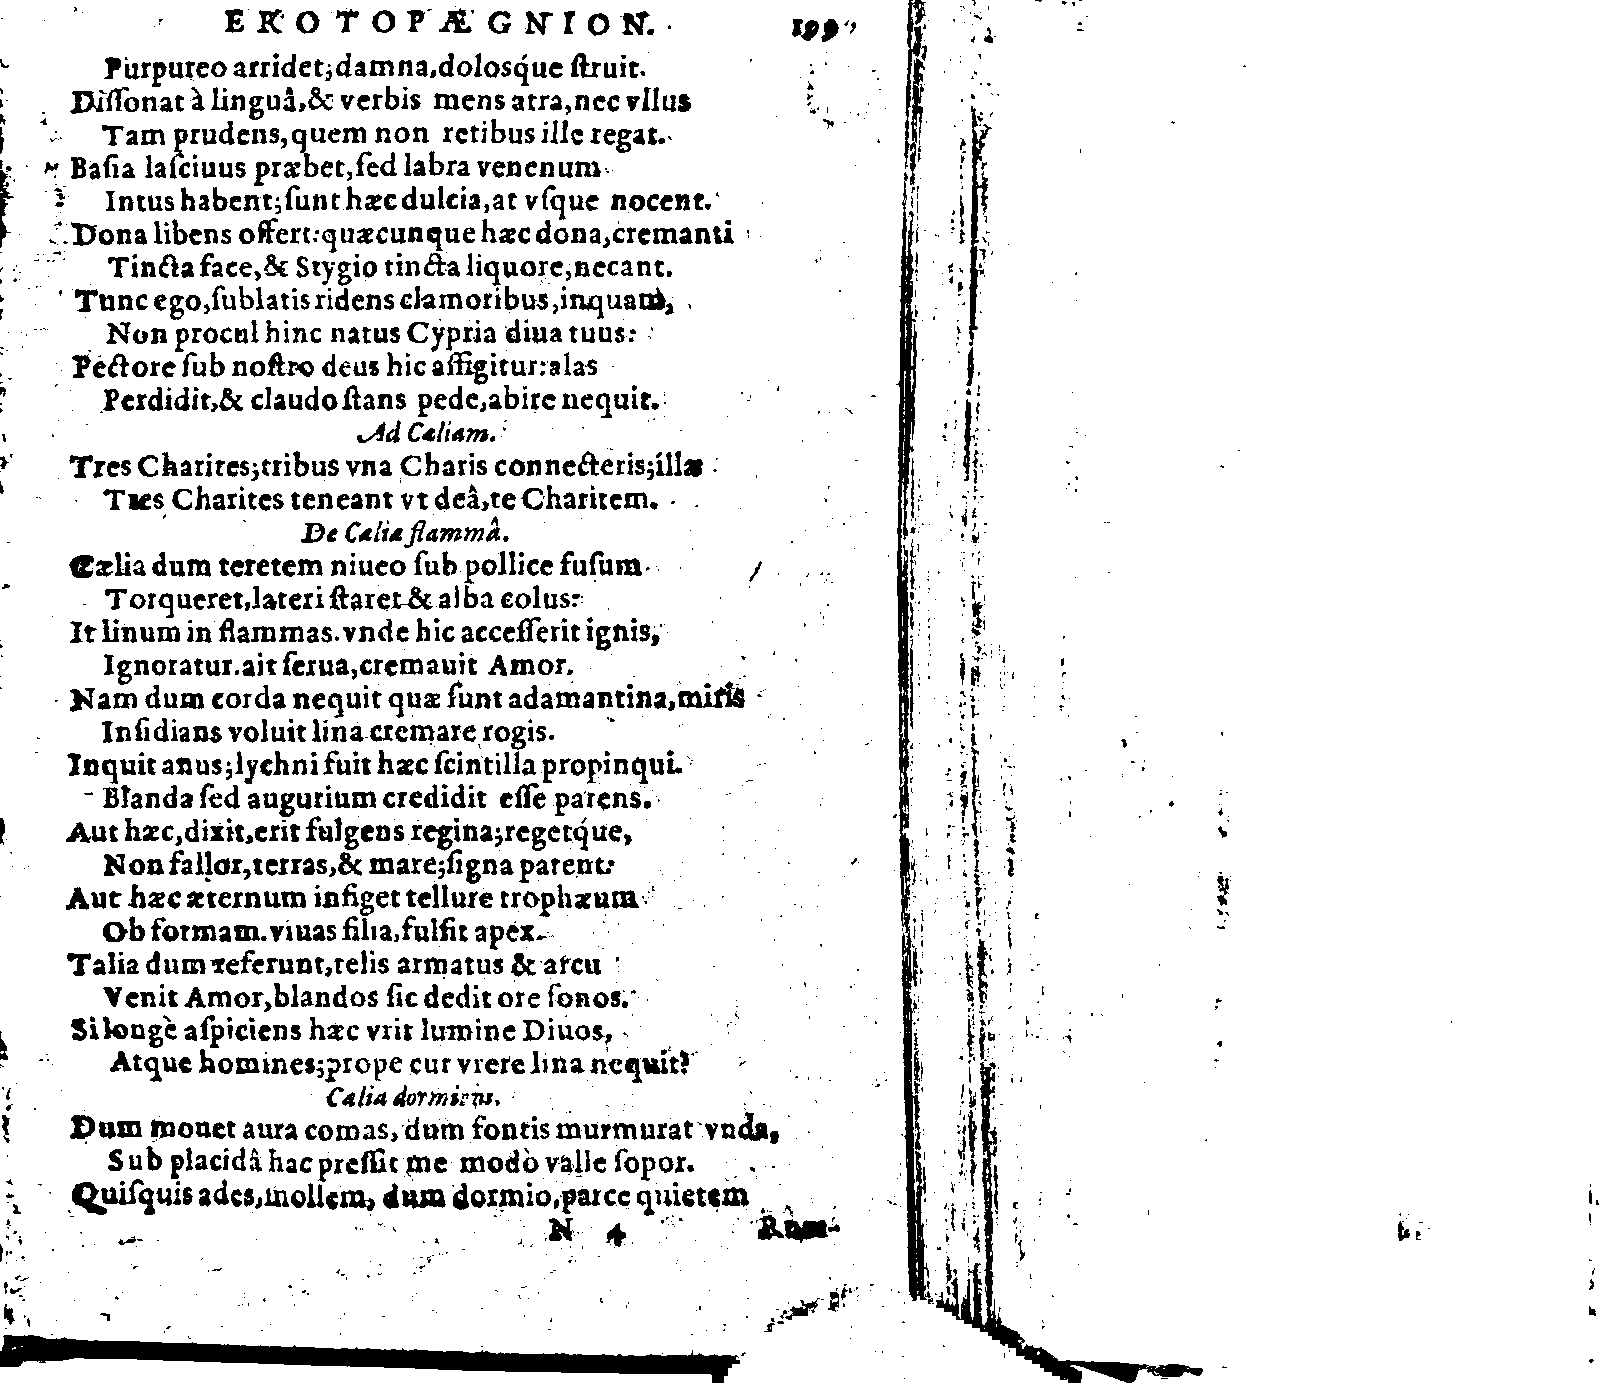 EROTOPÆGNION. 199
Purpureo arridet; damna, dolosq́ue ſtruit.
Diſſonat à linguâ, & verbis mens atra, nec vllus
Tam prudens, quem non retibus ille regat.
Baſia laſciuus præbet, ſed labra venenum
Intus habent; ſunt hæc dulcia, at vſque nocent.
Dona libens offert: quæcunque hæc dona, cremanti
Tincta face, & Stygio tincta liquore, necant.
Tunc ego, ſublatis ridens clamoribus, inquam,
Non procul hinc natus Cypria diua tuus:
Pectore ſub noſtro deus hic affigitur: alas
Perdidit, & claudo ſtans pede, abire nequit.
Ad Cæliam.
Tres Charites; tribus vna Charis connecteris; illæ
Tres Charites teneant vt deâ, te Charitem.
De Cæliæ flammâ.
Cælia dum teretem niueo ſub pollice fuſum
Torqueret, lateri ſtaret & alba colus:
It linum in flammas. vnde hic acceſſerit ignis,
Ignoratur. ait ſerua, cremauit Amor.
Nam dum corda nequit quæ ſunt adamantina, miris
Inſidians voluit lina cremare rogis.
Inquit anus; lychni fuit hæc ſcintilla propinqui.
Blanda ſed augurium credidit eſſe parens.
Aut hæc, dixit, erit fulgens regina; regetq́ue,
Non fallor, terras, & mare; ſigna patent:
Aut hæc æternum infiget tellure trophæum
Ob formam. viuas filia, fulſit apex.
Talia dum referunt, telis armatus & arcu
Venit Amor, blandos ſic dedit ore ſonos.
Si longè aſpiciens hæc vrit lumine Diuos,
Atque homines; prope cur vrere lina nequit?
Cælia dormiens.
Dum mouet aura comas, dum fontis murmurat vnda,
Sub placidâ hac preſſit me modò valle ſopor.
Quiſquis ades, mollem, dum dormio, parce quietem
N 4 Rum-